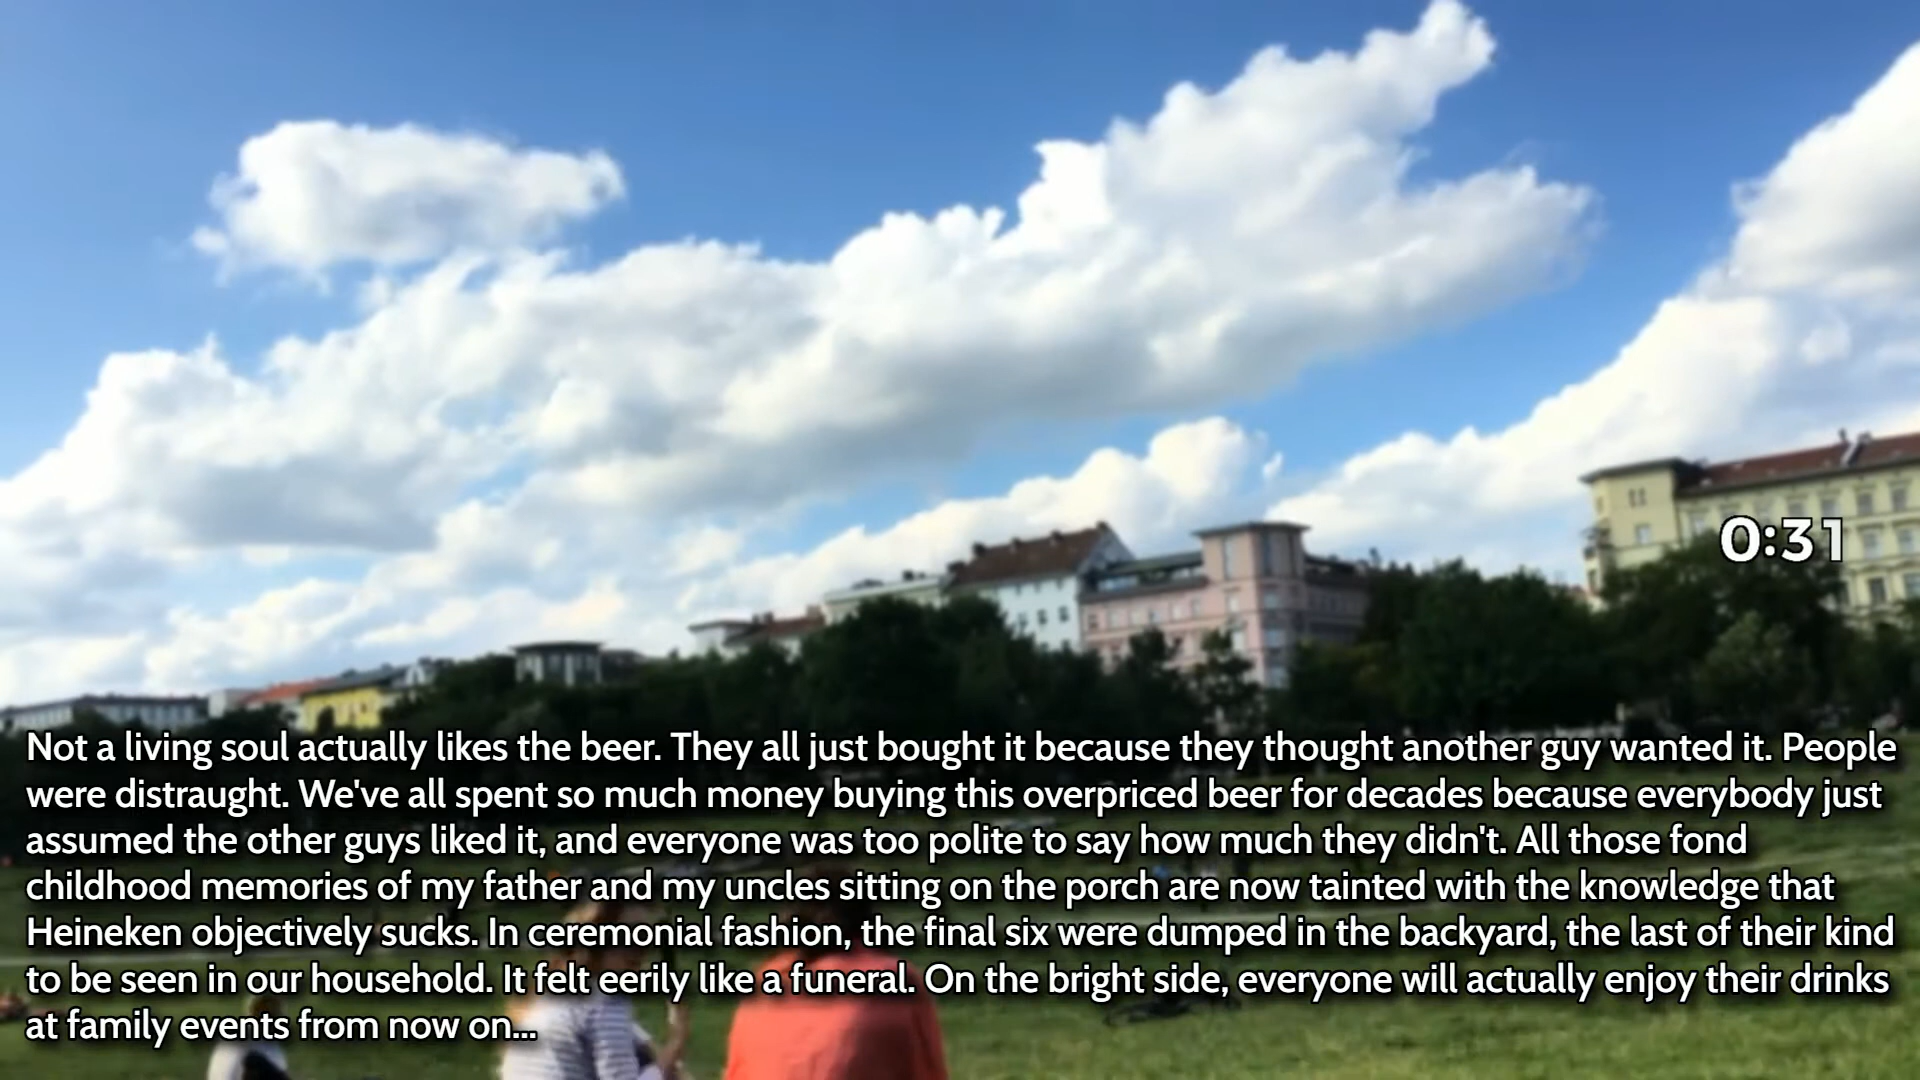 0:31
Not a living soul actually likes the beer. They all just bought it because they thought another guy wanted it. People
were distraught. We've all spent so much money buying this overpriced beer for decades because everybody just
assumed the other guys liked it, and everyone was too polite to say how much they didn't. All those fond
childhood memories of my father and my uncles sitting on the porch are now tainted with the knowledge that
Heineken objectively sucks. In ceremonial fashion, the final six were dumped in the backyard, the last of their kind
to be seen in our household. It felt eerily like a funeral. On the bright side, everyone will actually enjoy their drinks
at family events from now on...